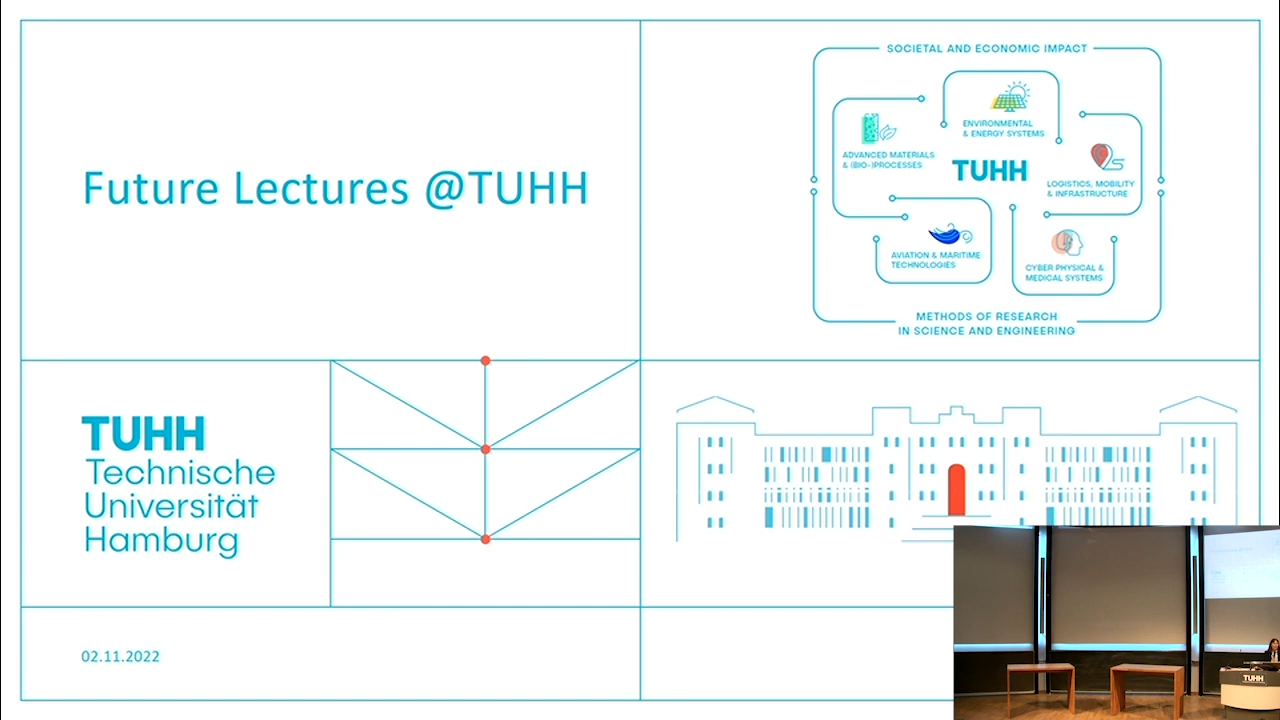 Future Lectures @TUHH
SOCIETAL AND ECONOMIC IMPACT
ENVIRONMENTAL
& ENERGY SYSTEMS
ADVANCED MATERIALS
& (BIO-)PROCESSES
TUHH
LOGISTICS, MOBILITY
& INFRASTRUCTURE
AVIATION & MARITIME
TECHNOLOGIES
CYBER PHYSICAL &
MEDICAL SYSTEMS
METHODS OF RESEARCH
IN SCIENCE AND ENGINEERING
TUHH
Technische
Universität
Hamburg
02.11.2022
TUHH